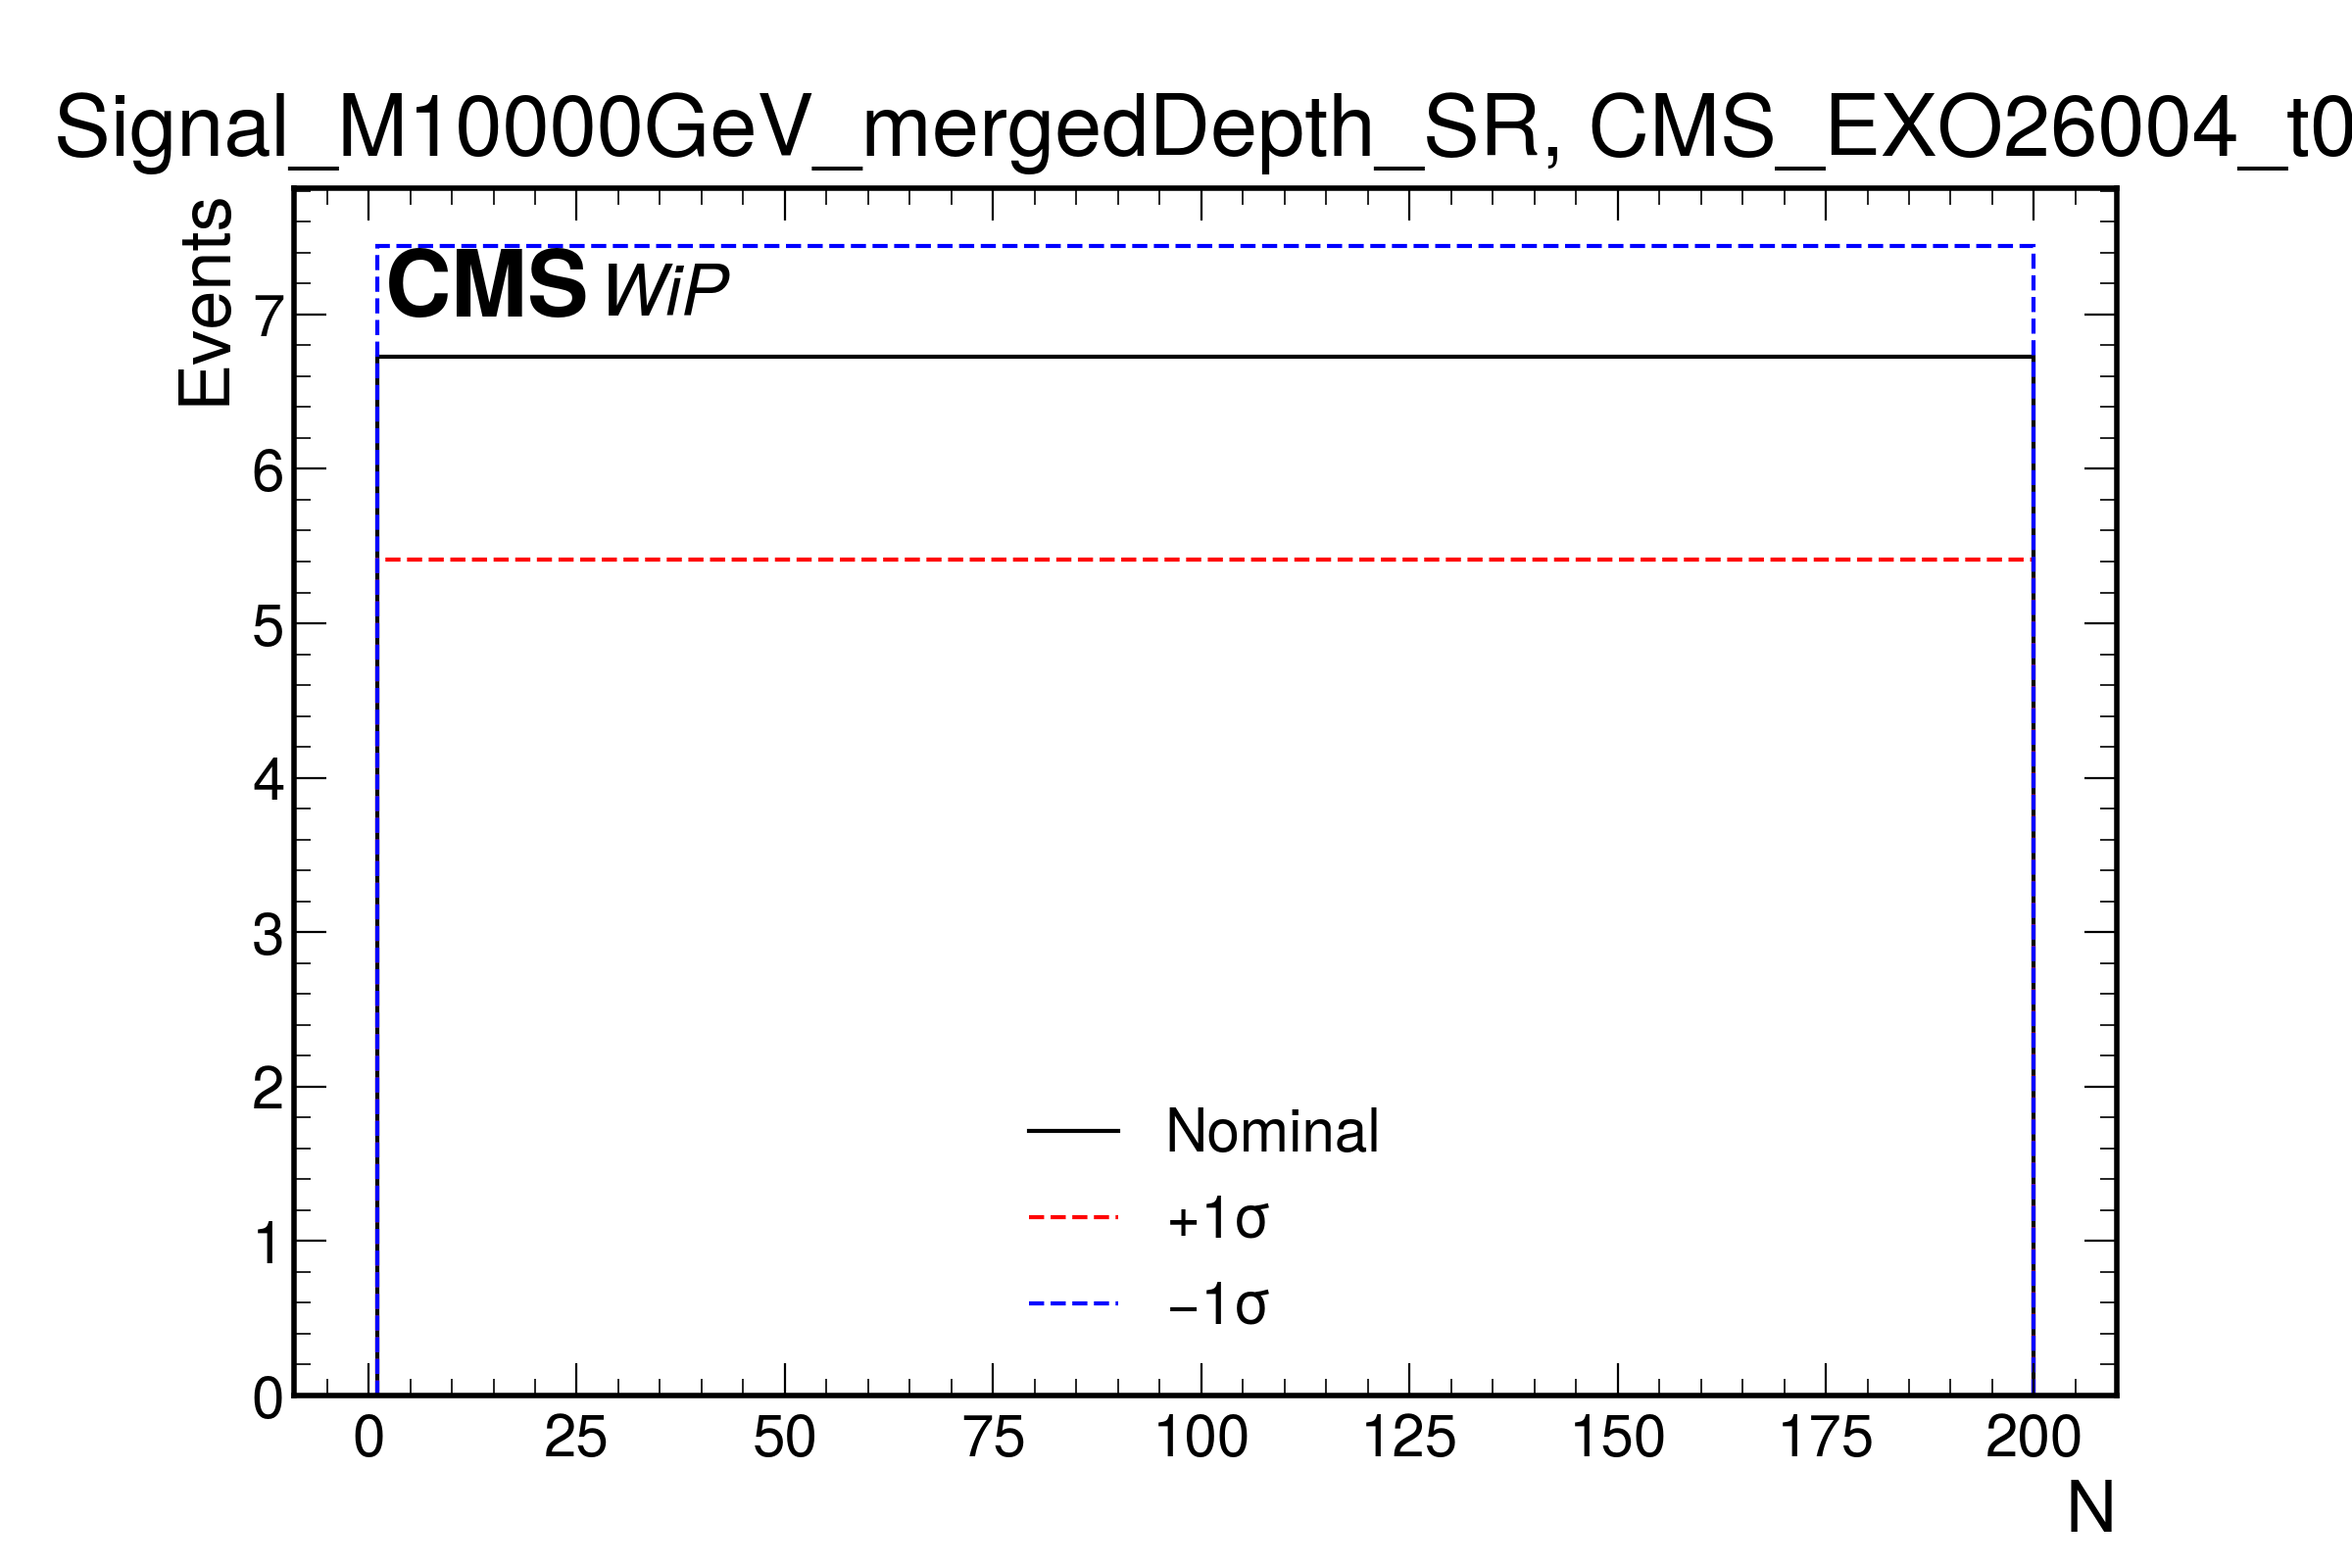 Signal_M10000GeV_mergedDepth_SR, CMS_EXO26004_t0
Events
CMS WiP
7
6
5
4
3
2
1
0
Nominal
+1σ
−1σ
0 25 50 75 100 125 150 175 200
N